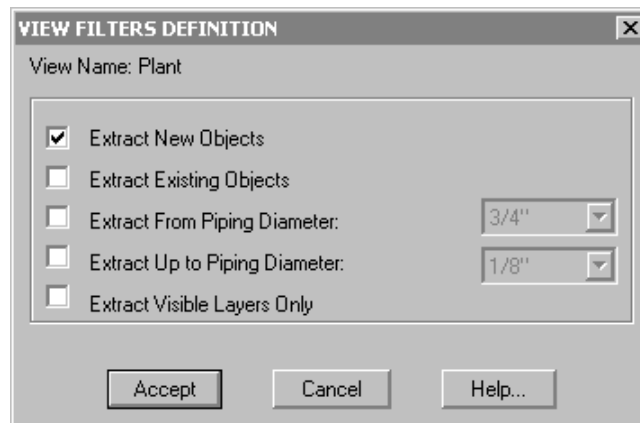 VIEW FILTERS DEFINITION
View Name: Plant
Extract New Objects
Extract Existing Objects
Extract From Piping Diameter: 3/4"
Extract Up to Piping Diameter: 1/8"
Extract Visible Layers Only
Accept Cancel Help...